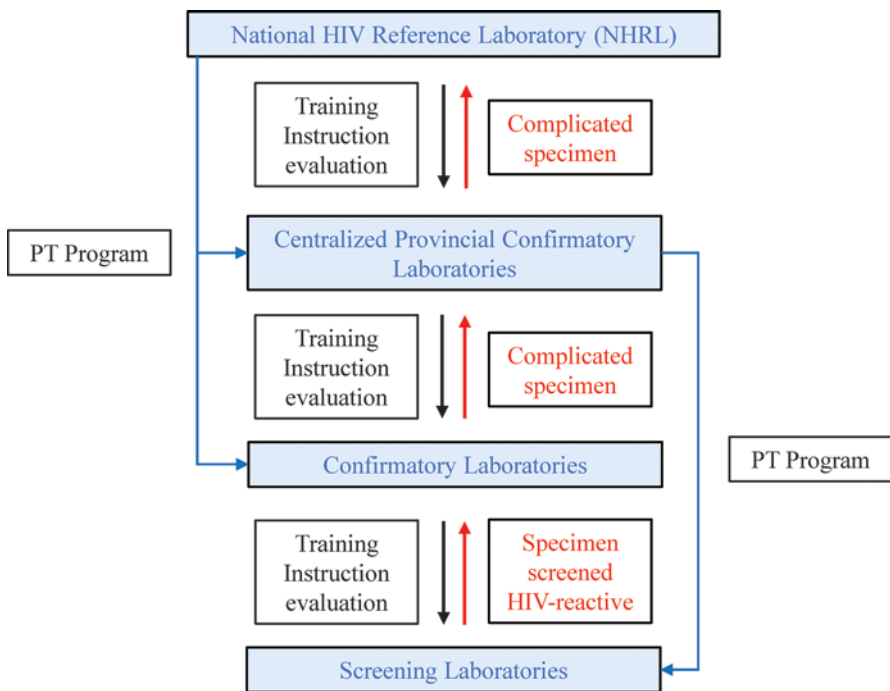 National HIV Reference Laboratory (NHRL)
Training
Instruction
evaluation
Complicated
specimen
PT Program
Centralized Provincial Confirmatory
Laboratories
Training
Instruction
evaluation
Complicated
specimen
PT Program
Confirmatory Laboratories
Training
Instruction
evaluation
Specimen
screened
HIV-reactive
Screening Laboratories